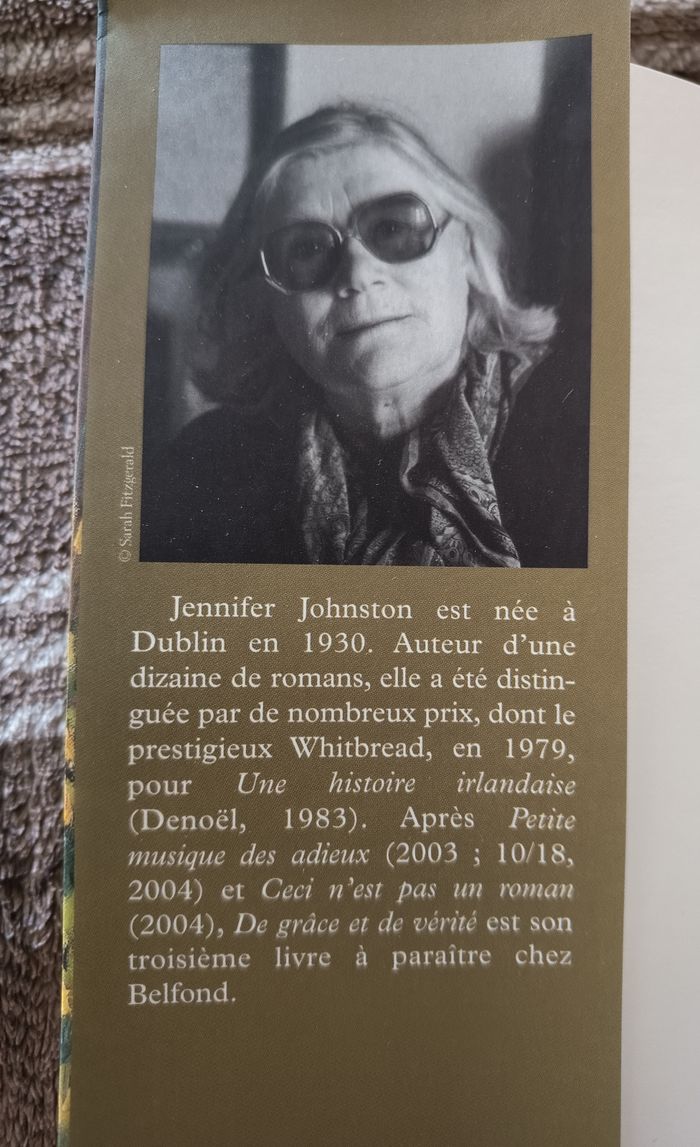 © Sarah Fitzgerald
Jennifer Johnston est née à
Dublin en 1930. Auteur d'une
dizaine de romans, elle a été distin-
guée par de nombreux prix, dont le
prestigieux Whitbread, en 1979,
pour Une histoire irlandaise
(Denoël, 1983). Après Petite
musique des adieux (2003 ; 10/18,
2004) et Ceci n'est pas un roman
(2004), De grâce et de vérité est son
troisième livre à paraître chez
Belfond.